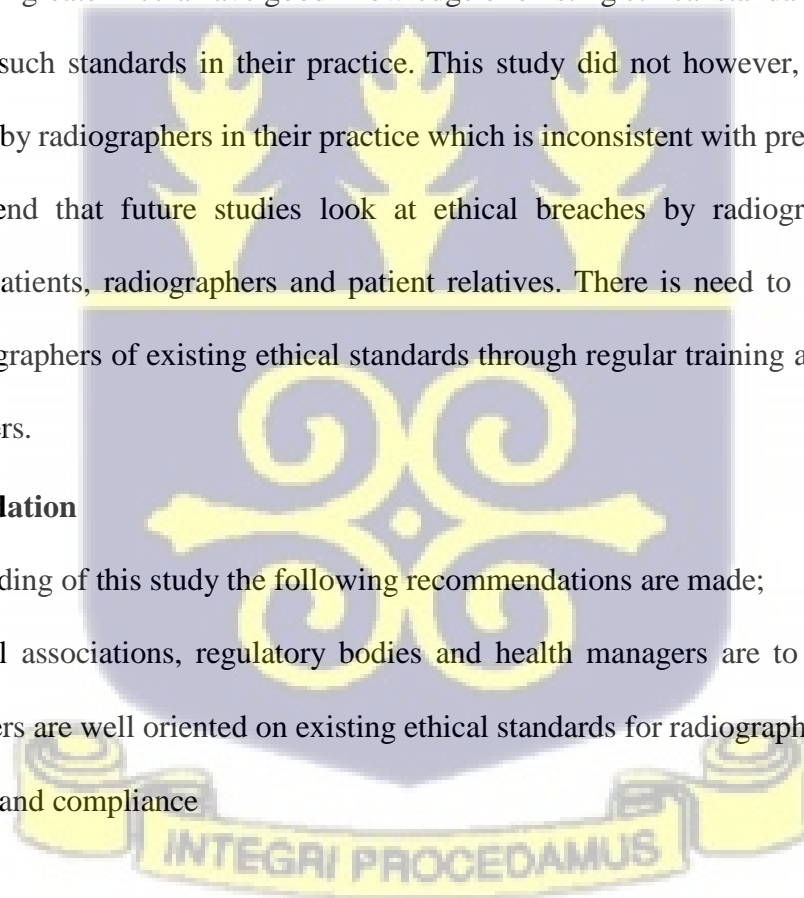 such standards in their practice. This study did not however,
by radiographers in their practice which is inconsistent with pre
end that future studies look at ethical breaches by radiogr
atients, radiographers and patient relatives. There is need to
graphers of existing ethical standards through regular training a
ers.
lation
ding of this study the following recommendations are made;
l associations, regulatory bodies and health managers are to
ers are well oriented on existing ethical standards for radiograph
and compliance
INTEGRI PROCEDAMUS